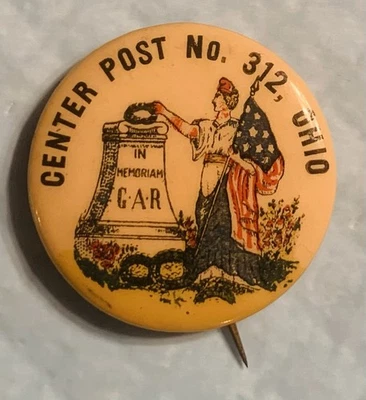 CENTER POST NO. 312, OHIO
IN
MEMORIAM
G·A·R